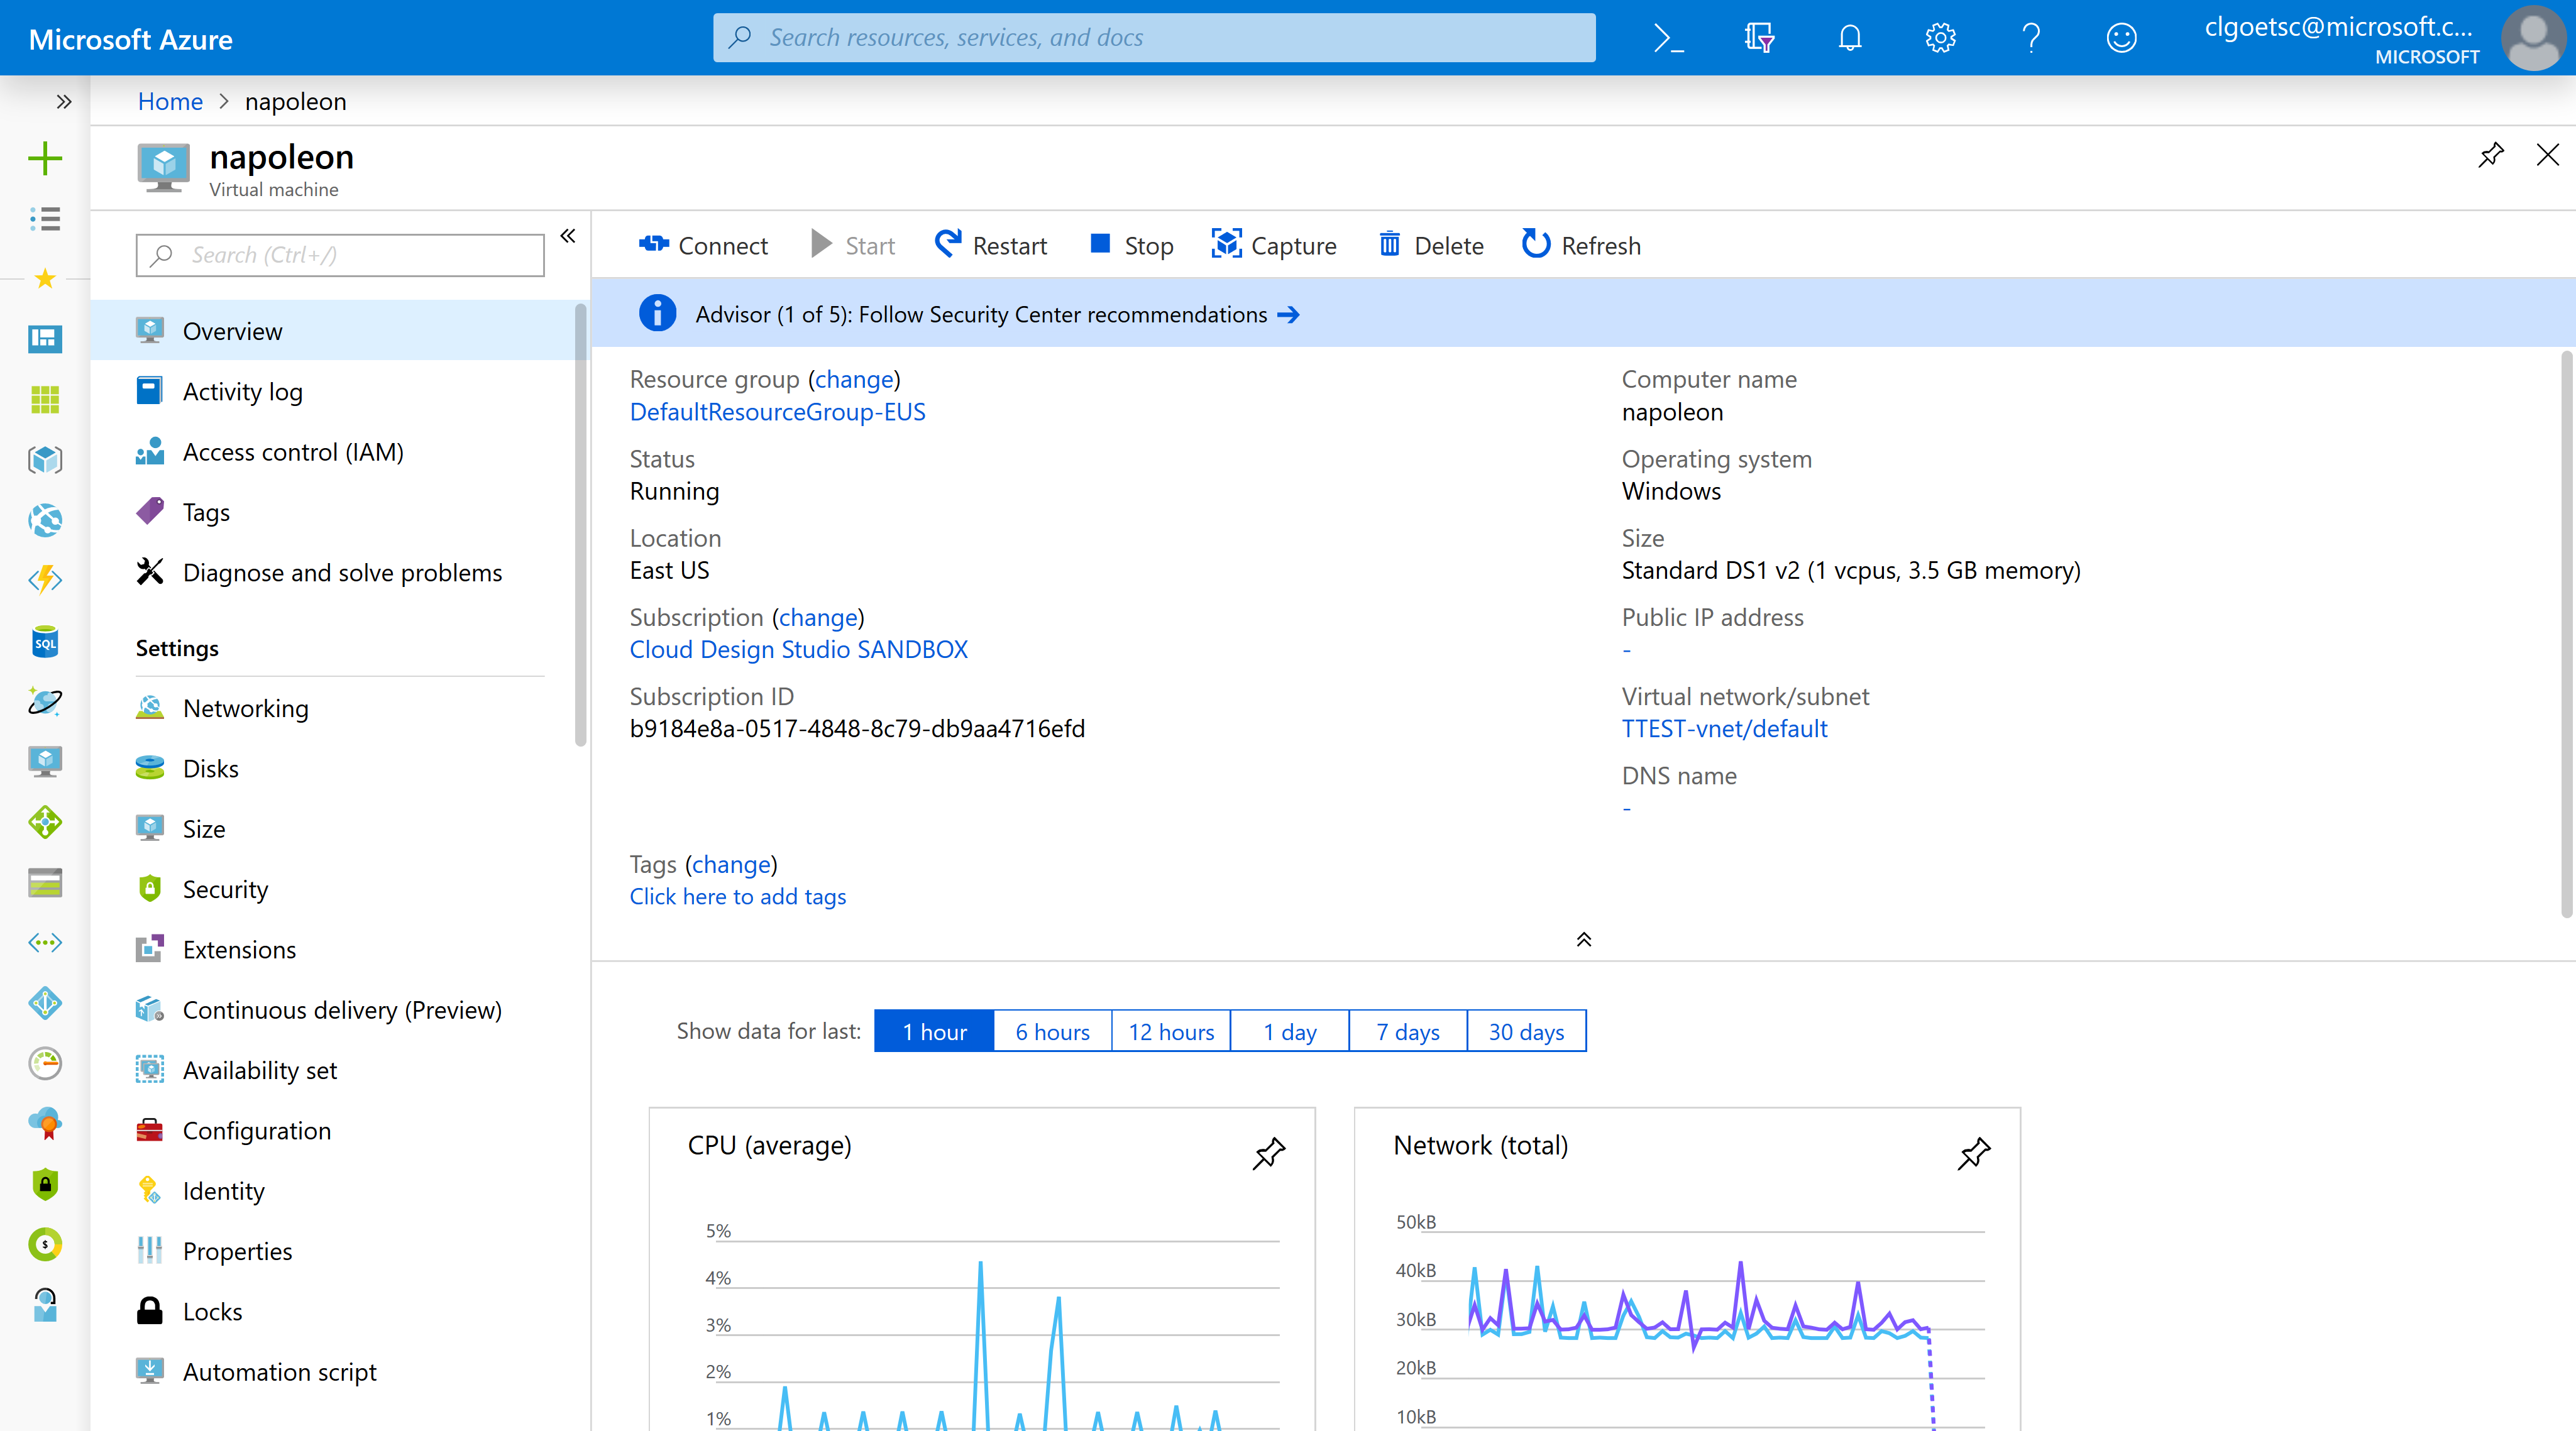 Microsoft Azure
Search resources, services, and docs
clgoetsc@microsoft.c...
MICROSOFT
Home > napoleon
napoleon
Virtual machine
Search (Ctrl+/)
Overview
Activity log
Access control (IAM)
Tags
Diagnose and solve problems
Settings
Networking
Disks
Size
Security
Extensions
Continuous delivery (Preview)
Availability set
Configuration
Identity
Properties
Locks
Automation script
SQL
Connect Start Restart Stop Capture Delete Refresh
Advisor (1 of 5): Follow Security Center recommendations →
Resource group (change)
DefaultResourceGroup-EUS
Status
Running
Location
East US
Subscription (change)
Cloud Design Studio SANDBOX
Subscription ID
b9184e8a-0517-4848-8c79-db9aa4716efd
Computer name
napoleon
Operating system
Windows
Size
Standard DS1 v2 (1 vcpus, 3.5 GB memory)
Public IP address
-
Virtual network/subnet
TTEST-vnet/default
DNS name
-
Tags (change)
Click here to add tags
Show data for last: 1 hour 6 hours 12 hours 1 day 7 days 30 days
CPU (average)
5%
4%
3%
2%
1%
Network (total)
50kB
40kB
30kB
20kB
10kB